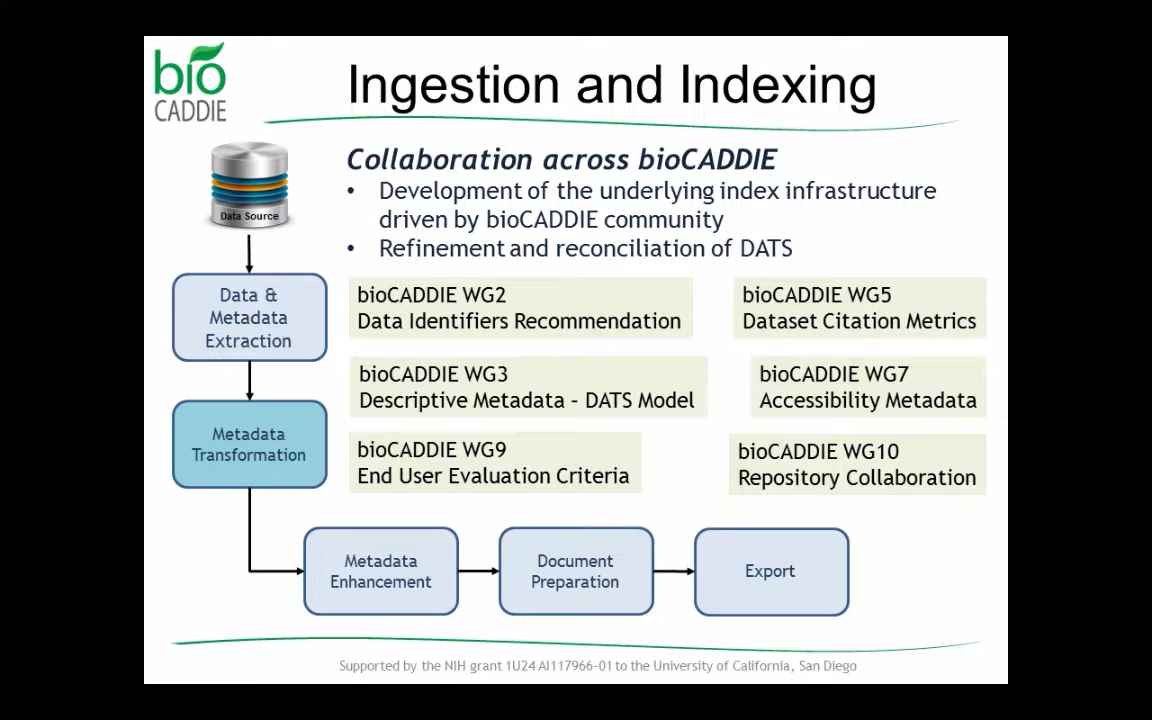 bio
CADDIE
Ingestion and Indexing
Data Source
Collaboration across bioCADDIE
• Development of the underlying index infrastructure
driven by bioCADDIE community
• Refinement and reconciliation of DATS
Data &
Metadata
Extraction
bioCADDIE WG2
Data Identifiers Recommendation
bioCADDIE WG5
Dataset Citation Metrics
bioCADDIE WG3
Descriptive Metadata - DATS Model
bioCADDIE WG7
Accessibility Metadata
Metadata
Transformation
bioCADDIE WG9
End User Evaluation Criteria
bioCADDIE WG10
Repository Collaboration
Metadata
Enhancement
Document
Preparation
Export
Supported by the NIH grant 1U24 AI117966-01 to the University of California, San Diego